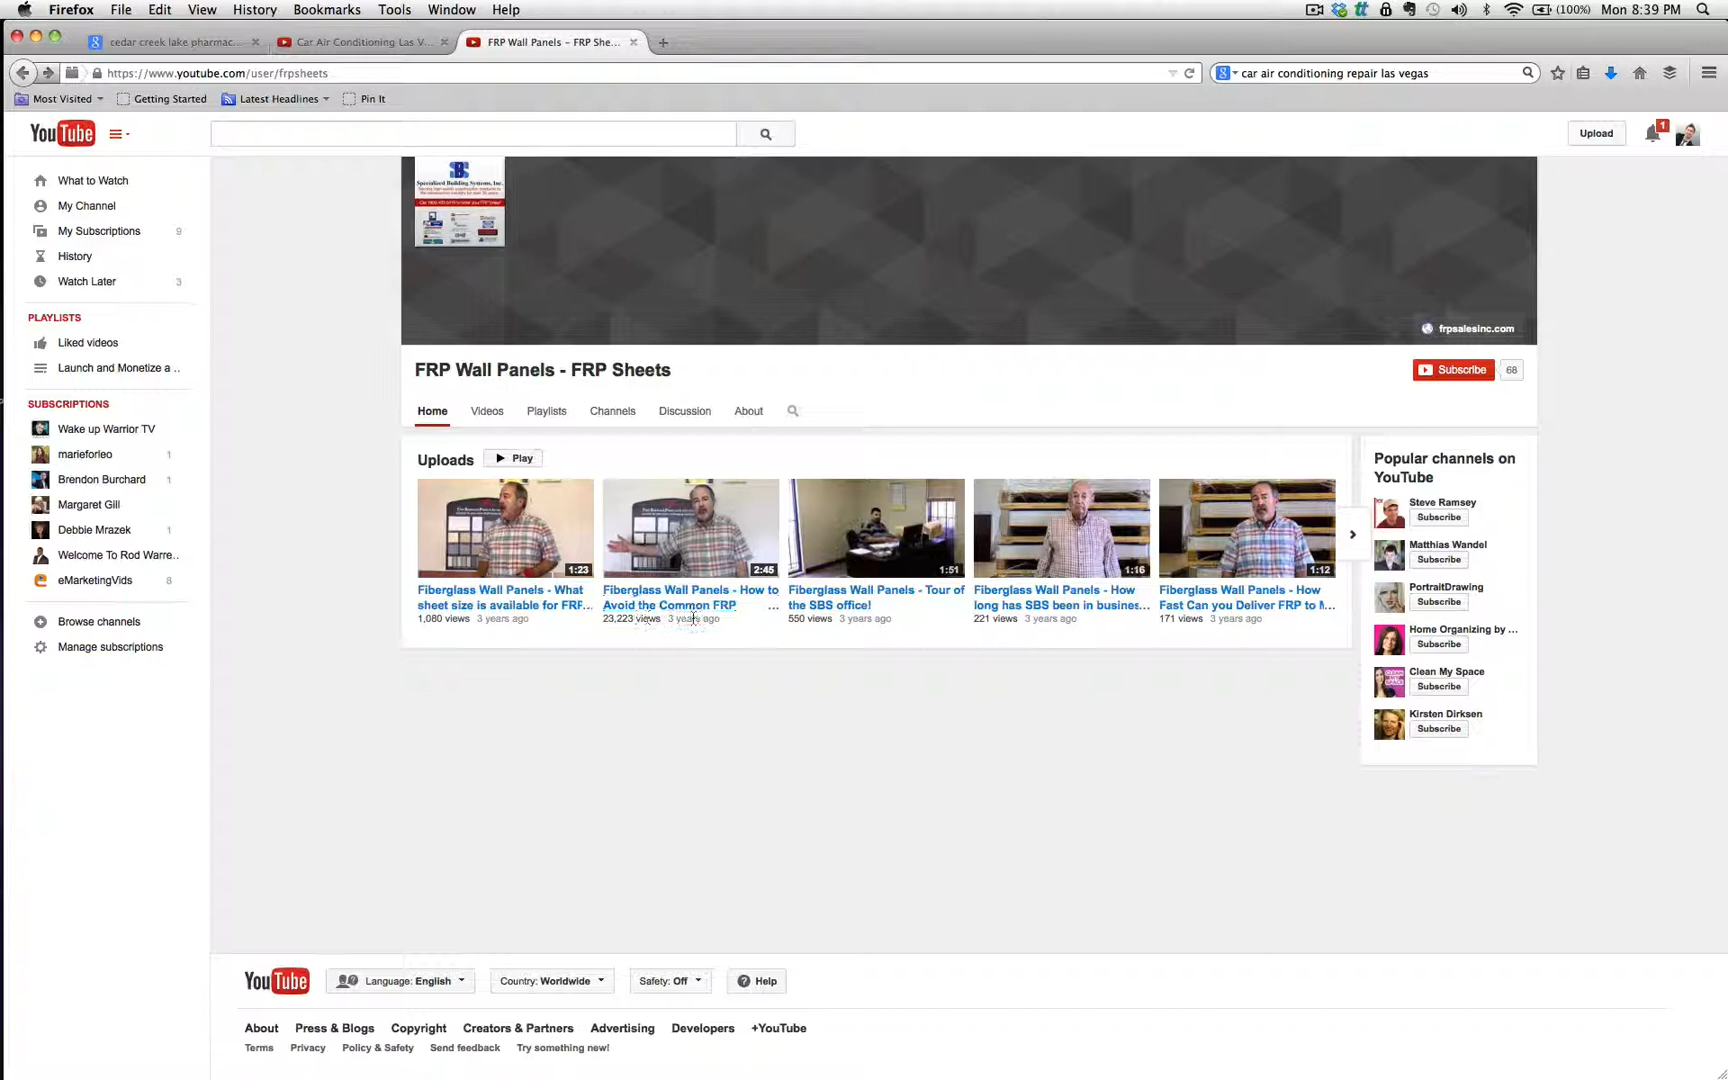 Firefox File Edit View History Bookmarks Tools Window Help (100%) Mon 8:39 PM
cedar creek lake pharmac... Car Air Conditioning Las V... FRP Wall Panels – FRP She...
https://www.youtube.com/user/frpsheets car air conditioning repair las vegas
Most Visited Getting Started Latest Headlines Pin It
YouTube Upload 1
What to Watch
My Channel
My Subscriptions 9
History
Watch Later 3
PLAYLISTS
Liked videos
Launch and Monetize a ..
SUBSCRIPTIONS
Wake up Warrior TV
marieforleo 1
Brendon Burchard 1
Margaret Gill
Debbie Mrazek 1
Welcome To Rod Warre..
eMarketingVids 8
Browse channels
Manage subscriptions
SBS
Specialized Building Systems, Inc.
frpsalesinc.com
FRP Wall Panels - FRP Sheets
Subscribe 68
Home Videos Playlists Channels Discussion About
Uploads Play
1:23 2:45 1:51 1:16 1:12
Fiberglass Wall Panels - What
sheet size is available for FRP...
1,080 views 3 years ago
Fiberglass Wall Panels - How to
Avoid the Common FRP ...
23,223 views 3 years ago
Fiberglass Wall Panels - Tour of
the SBS office!
550 views 3 years ago
Fiberglass Wall Panels - How
long has SBS been in busines...
221 views 3 years ago
Fiberglass Wall Panels - How
Fast Can you Deliver FRP to M...
171 views 3 years ago
Popular channels on
YouTube
Steve Ramsey
Subscribe
Matthias Wandel
Subscribe
PortraitDrawing
Subscribe
Home Organizing by ...
Subscribe
Clean My Space
Subscribe
Kirsten Dirksen
Subscribe
YouTube Language: English Country: Worldwide Safety: Off Help
About Press & Blogs Copyright Creators & Partners Advertising Developers +YouTube
Terms Privacy Policy & Safety Send feedback Try something new!